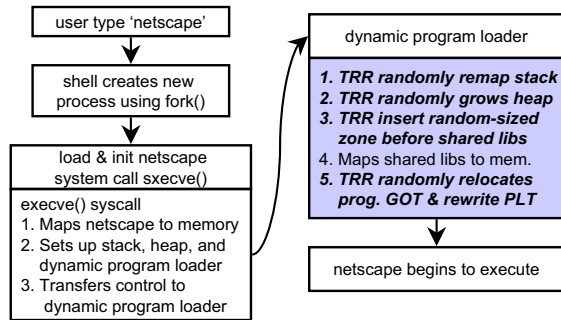 user type ‘netscape’
shell creates new
process using fork()
load & init netscape
system call sxecve()
execve() syscall
1. Maps netscape to memory
2. Sets up stack, heap, and
dynamic program loader
3. Transfers control to
dynamic program loader
dynamic program loader
1. TRR randomly remap stack
2. TRR randomly grows heap
3. TRR insert random-sized
zone before shared libs
4. Maps shared libs to mem.
5. TRR randomly relocates
prog. GOT & rewrite PLT
netscape begins to execute